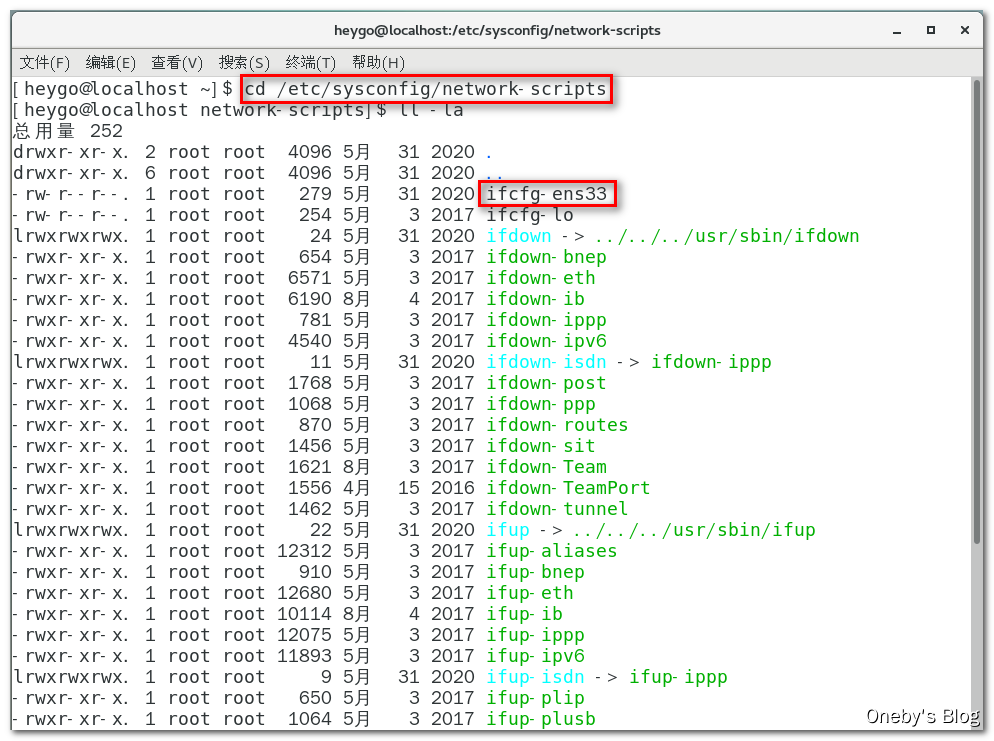 heygo@localhost:/etc/sysconfig/network-scripts
文件(F) 编辑(E) 查看(V) 搜索(S) 终端(T) 帮助(H)
[heygo@localhost ~]$ cd /etc/sysconfig/network-scripts
[heygo@localhost network-scripts]$ ll -la
总用量 252
drwxr-xr-x. 2 root root  4096 5月  31 2020 .
drwxr-xr-x. 6 root root  4096 5月  31 2020 ..
-rw-r--r--. 1 root root   279 5月  31 2020 ifcfg-ens33
-rw-r--r--. 1 root root   254 5月   3 2017 ifcfg-lo
lrwxrwxrwx. 1 root root    24 5月  31 2020 ifdown -> ../../../usr/sbin/ifdown
-rwxr-xr-x. 1 root root   654 5月   3 2017 ifdown-bnep
-rwxr-xr-x. 1 root root  6571 5月   3 2017 ifdown-eth
-rwxr-xr-x. 1 root root  6190 8月   4 2017 ifdown-ib
-rwxr-xr-x. 1 root root   781 5月   3 2017 ifdown-ippp
-rwxr-xr-x. 1 root root  4540 5月   3 2017 ifdown-ipv6
lrwxrwxrwx. 1 root root    11 5月  31 2020 ifdown-isdn -> ifdown-ippp
-rwxr-xr-x. 1 root root  1768 5月   3 2017 ifdown-post
-rwxr-xr-x. 1 root root  1068 5月   3 2017 ifdown-ppp
-rwxr-xr-x. 1 root root   870 5月   3 2017 ifdown-routes
-rwxr-xr-x. 1 root root  1456 5月   3 2017 ifdown-sit
-rwxr-xr-x. 1 root root  1621 8月   3 2017 ifdown-Team
-rwxr-xr-x. 1 root root  1556 4月  15 2016 ifdown-TeamPort
-rwxr-xr-x. 1 root root  1462 5月   3 2017 ifdown-tunnel
lrwxrwxrwx. 1 root root    22 5月  31 2020 ifup -> ../../../usr/sbin/ifup
-rwxr-xr-x. 1 root root 12312 5月   3 2017 ifup-aliases
-rwxr-xr-x. 1 root root   910 5月   3 2017 ifup-bnep
-rwxr-xr-x. 1 root root 12680 5月   3 2017 ifup-eth
-rwxr-xr-x. 1 root root 10114 8月   4 2017 ifup-ib
-rwxr-xr-x. 1 root root 12075 5月   3 2017 ifup-ippp
-rwxr-xr-x. 1 root root 11893 5月   3 2017 ifup-ipv6
lrwxrwxrwx. 1 root root     9 5月  31 2020 ifup-isdn -> ifup-ippp
-rwxr-xr-x. 1 root root   650 5月   3 2017 ifup-plip
-rwxr-xr-x. 1 root root  1064 5月   3 2017 ifup-plusb
Oneby's Blog